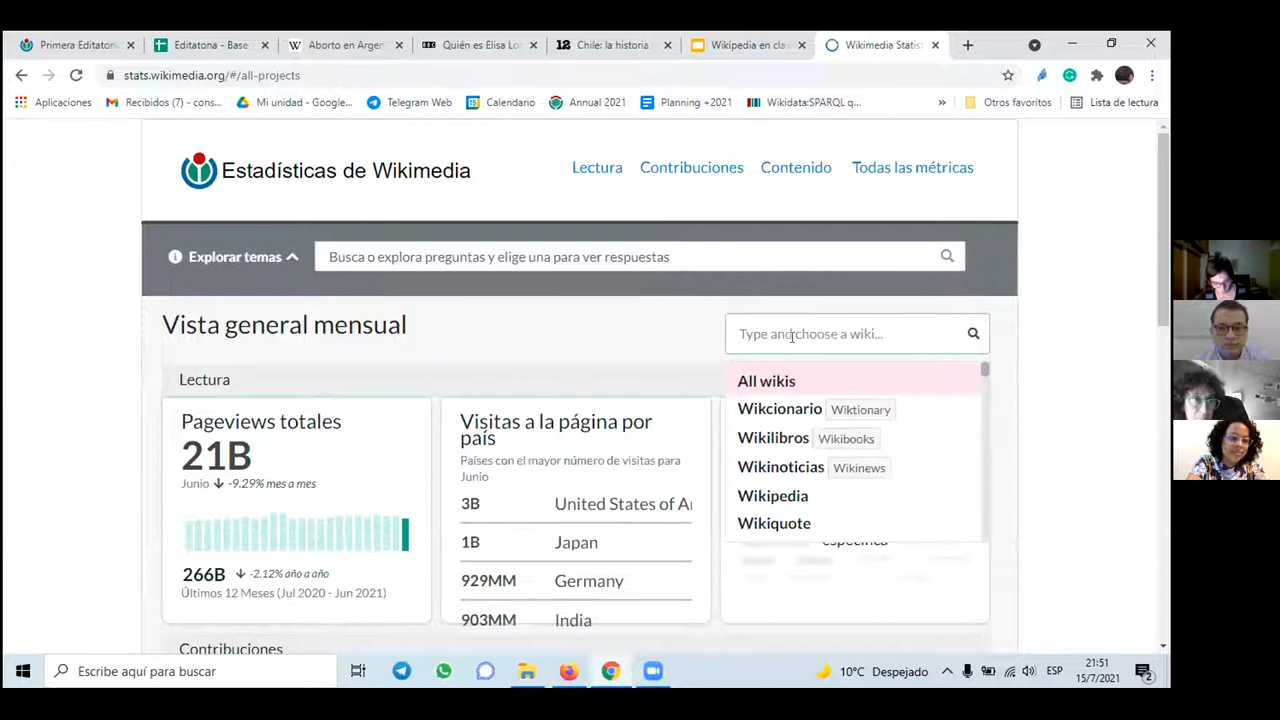 Primera Editaton
Editatona - Base
Aborto en Argen
Quién es Elisa Lo
Chile: la historia
Wikipedia en cla
Wikimedia Statis
stats.wikimedia.org/#/all-projects
Aplicaciones
Recibidos (7) - cons...
Mi unidad - Google...
Telegram Web
Calendario
Annual 2021
Planning +2021
Wikidata:SPARQL q...
»
Otros favoritos
Lista de lectura
Estadísticas de Wikimedia
Lectura
Contribuciones
Contenido
Todas las métricas
Explorar temas
Busca o explora preguntas y elige una para ver respuestas
Vista general mensual
Type and choose a wiki...
All wikis
Wikcionario Wiktionary
Wikilibros Wikibooks
Wikinoticias Wikinews
Wikipedia
Wikiquote
específica
Lectura
Pageviews totales
21B
Junio -9.29% mes a mes
266B -2.12% año a año
Últimos 12 Meses (Jul 2020 - Jun 2021)
Visitas a la página por
país
Países con el mayor número de visitas para
Junio
3B United States of Ar
1B Japan
929MM Germany
903MM India
Contribuciones
Escribe aquí para buscar
10°C Despejado
ESP
21:51
15/7/2021
2